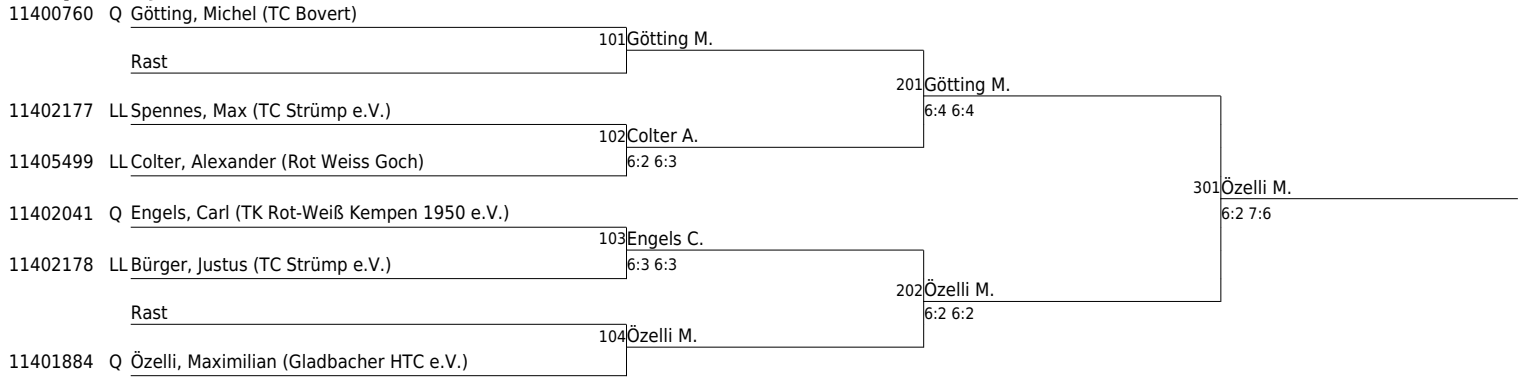 11400760 Q Götting, Michel (TC Bovert)
101 Götting M.
Rast
201 Götting M.
11402177 LL Spennes, Max (TC Strümp e.V.)
6:4 6:4
102 Colter A.
11405499 LL Colter, Alexander (Rot Weiss Goch)
6:2 6:3
301 Özelli M.
11402041 Q Engels, Carl (TK Rot-Weiß Kempen 1950 e.V.)
6:2 7:6
103 Engels C.
11402178 LL Bürger, Justus (TC Strümp e.V.)
6:3 6:3
202 Özelli M.
Rast
6:2 6:2
104 Özelli M.
11401884 Q Özelli, Maximilian (Gladbacher HTC e.V.)